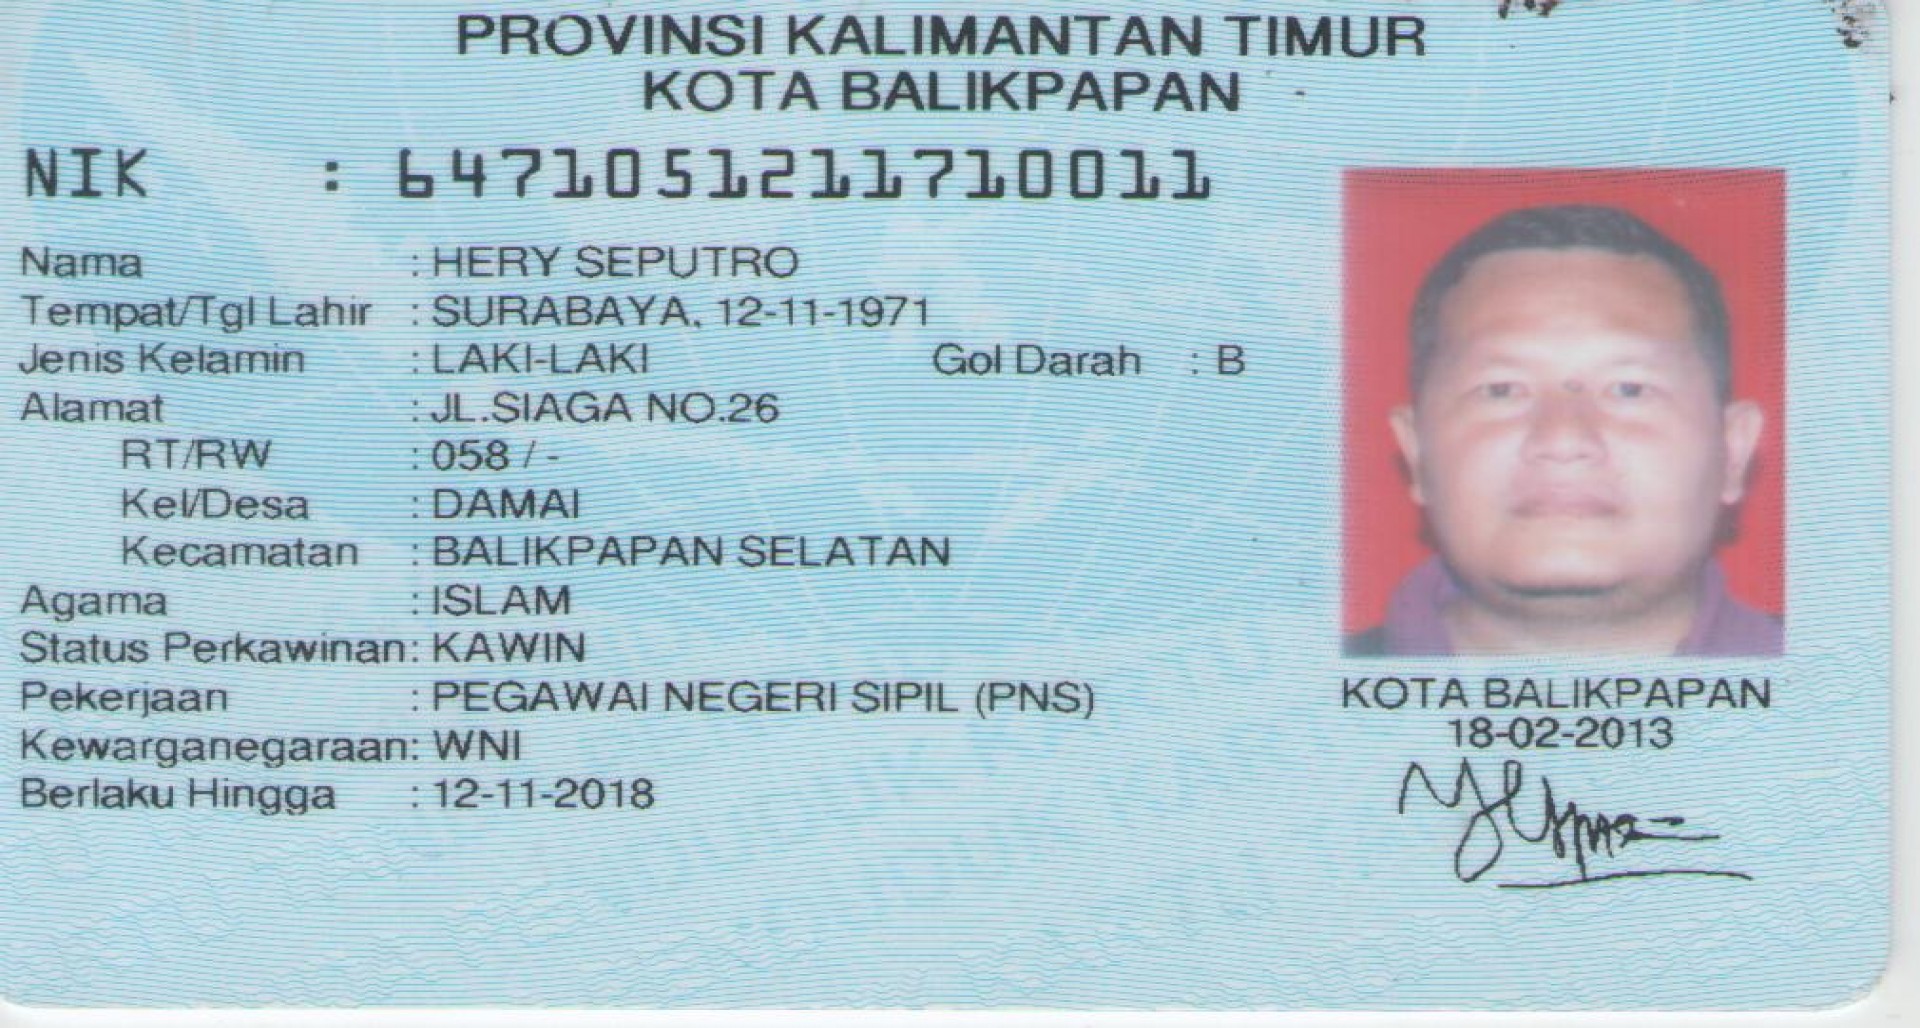 PROVINSI KALIMANTAN TIMUR
KOTA BALIKPAPAN
NIK : 6471051211710011
Nama : HERY SEPUTRO
Tempat/Tgl Lahir : SURABAYA, 12-11-1971
Jenis Kelamin : LAKI-LAKI Gol Darah : B
Alamat : JL.SIAGA NO.26
RT/RW : 058 / -
Kel/Desa : DAMAI
Kecamatan : BALIKPAPAN SELATAN
Agama : ISLAM
Status Perkawinan: KAWIN
Pekerjaan : PEGAWAI NEGERI SIPIL (PNS)
Kewarganegaraan: WNI
Berlaku Hingga : 12-11-2018
KOTA BALIKPAPAN
18-02-2013